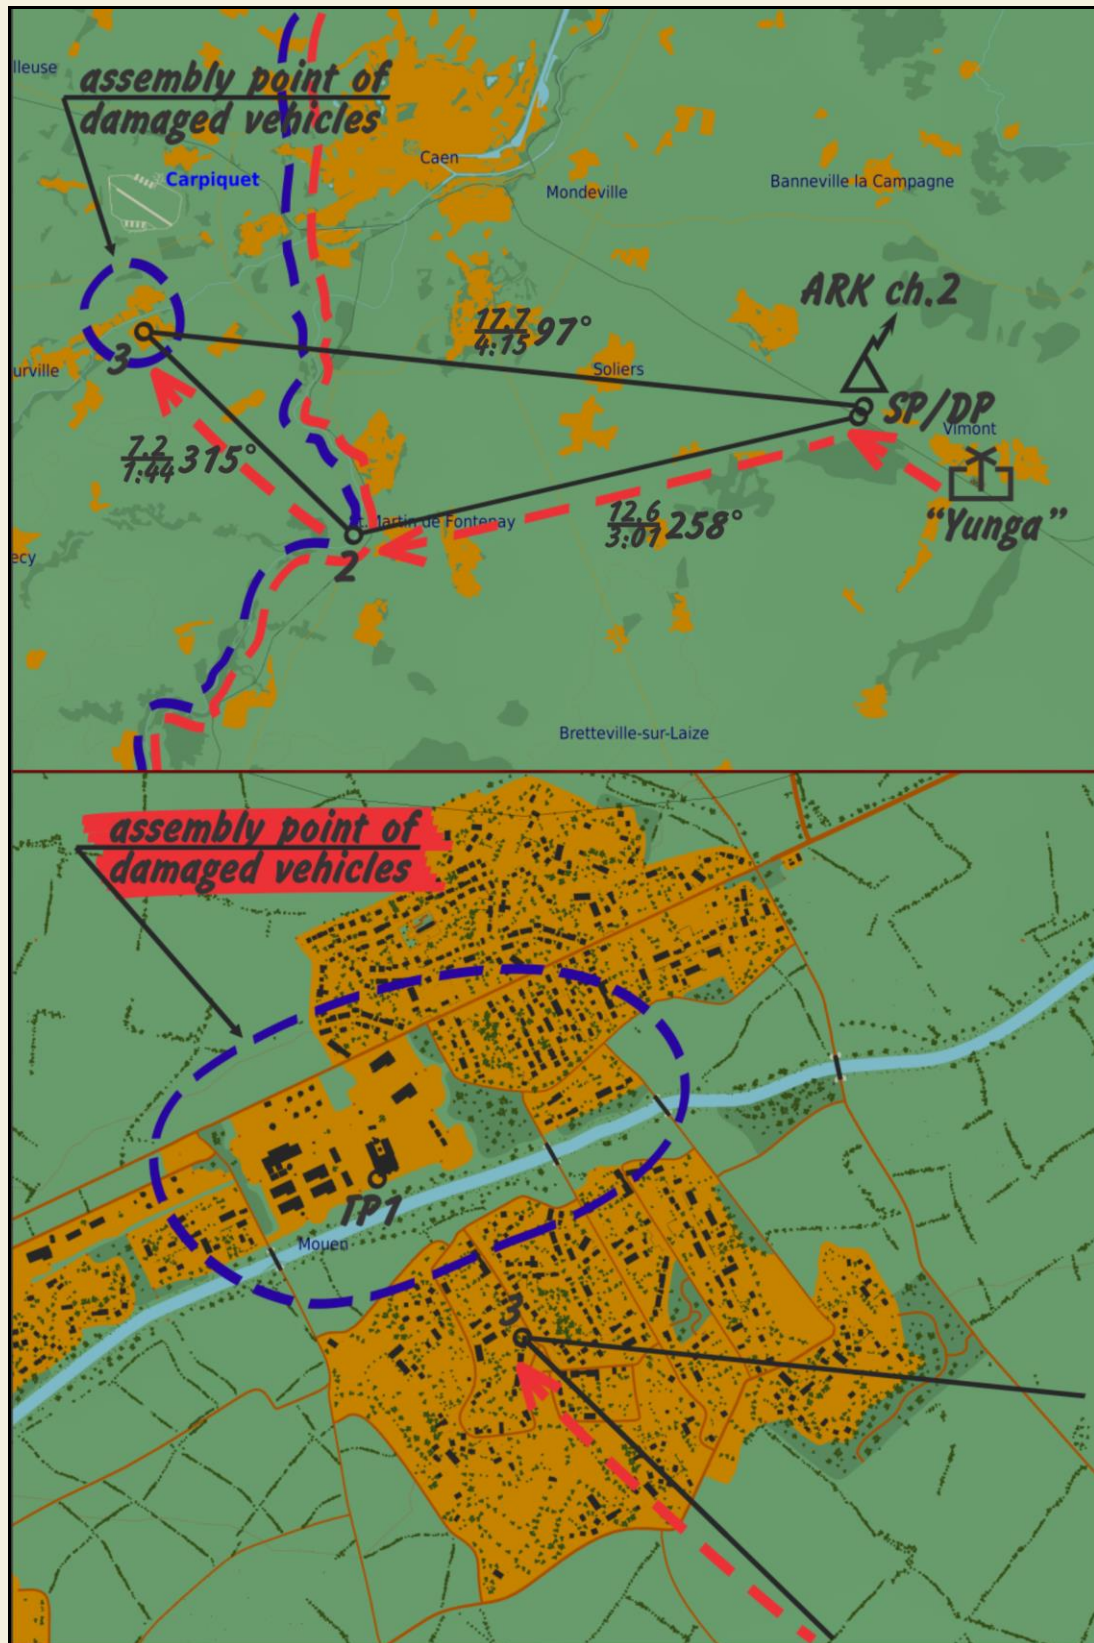 lleuse
assembly point of
damaged vehicles
Caen
Carpiquet
Mondeville
Banneville la Campagne
ARK ch.2
17.7
4:15 97°
3
urville
Soliers
SP/DP
Vimont
7.2
1:44 315°
t. Martin de Fontenay
12.6
3:01 258°
"Yunga"
ecy
2
Bretteville-sur-Laize
assembly point of
damaged vehicles
TP1
Mouen
3